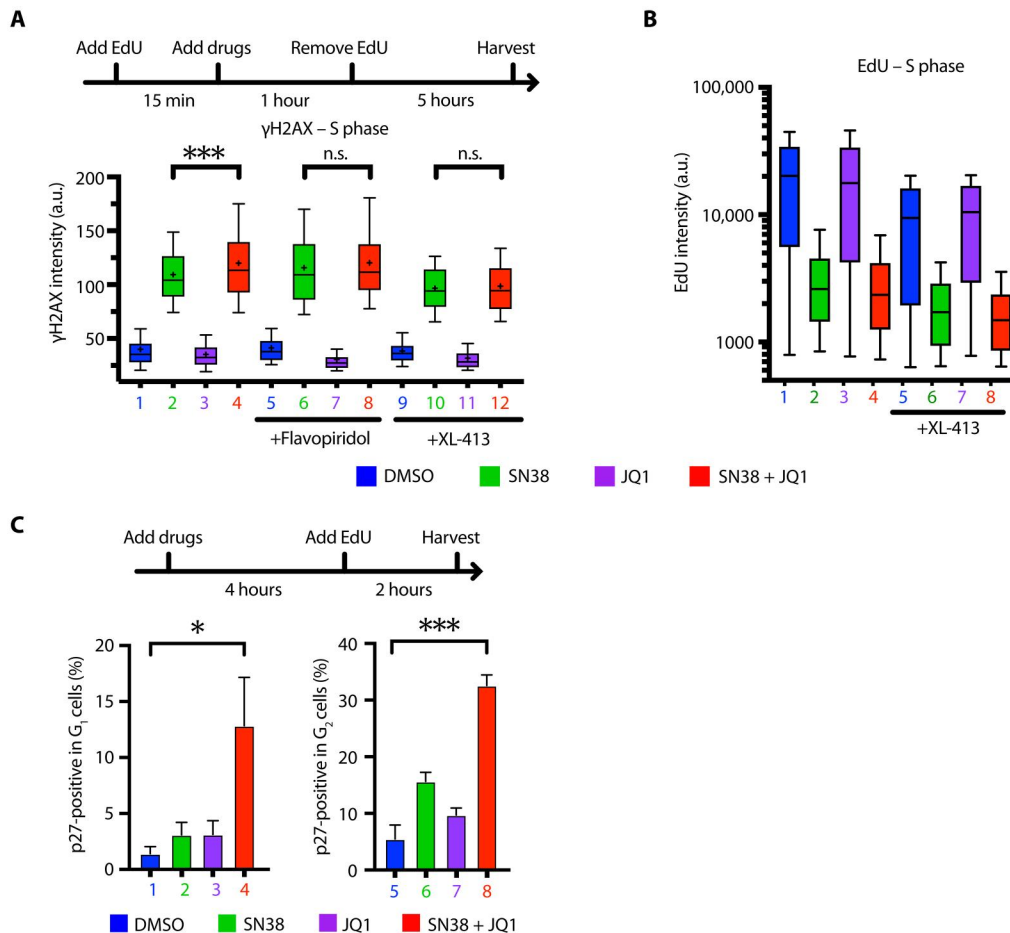 A
Add EdU Add drugs Remove EdU Harvest
15 min 1 hour 5 hours
γH2AX – S phase
*** n.s. n.s.
γH2AX intensity (a.u.)
200
150
100
50
1 2 3 4 5 6 7 8 9 10 11 12
+Flavopiridol +XL-413
B
EdU – S phase
EdU intensity (a.u.)
100,000
10,000
1000
1 2 3 4 5 6 7 8
+XL-413
DMSO SN38 JQ1 SN38 + JQ1
C
Add drugs Add EdU Harvest
4 hours 2 hours
*
p27-positive in G₁ cells (%)
20
15
10
5
0
1 2 3 4
***
p27-positive in G₂ cells (%)
40
30
20
10
0
5 6 7 8
DMSO SN38 JQ1 SN38 + JQ1